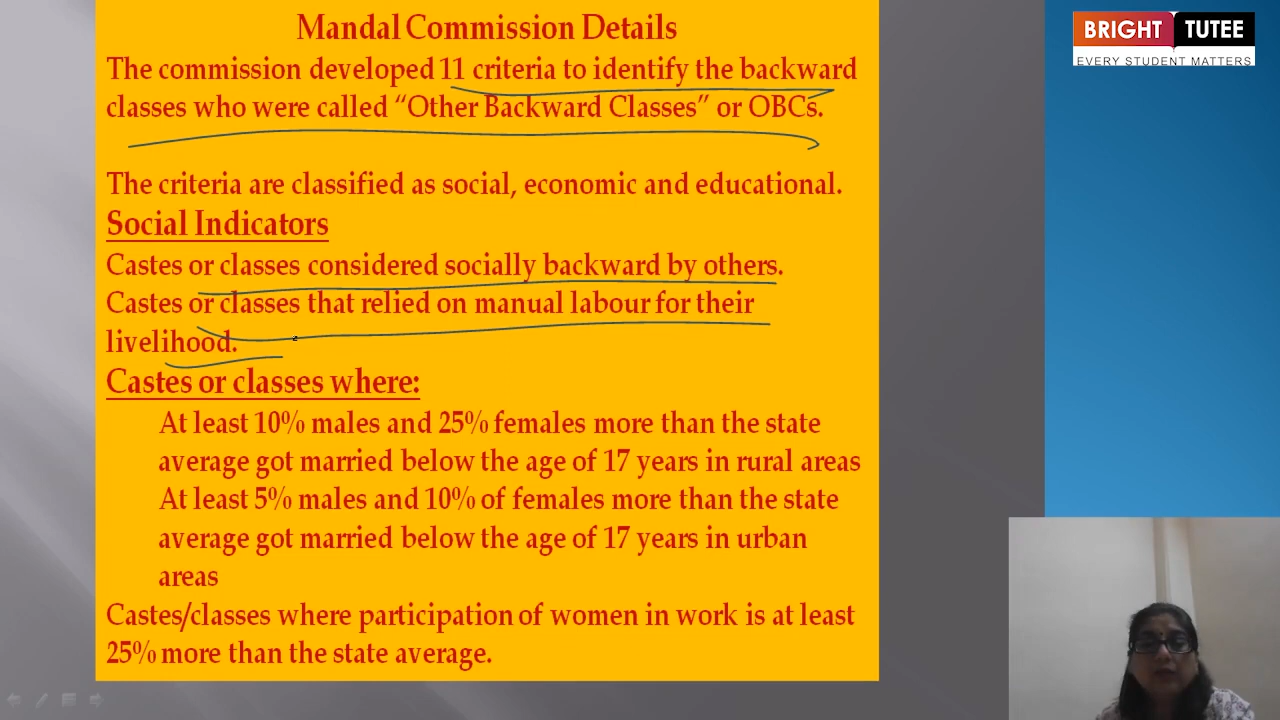 Mandal Commission Details
The commission developed 11 criteria to identify the backward
classes who were called “Other Backward Classes” or OBCs.
The criteria are classified as social, economic and educational.
Social Indicators
Castes or classes considered socially backward by others.
Castes or classes that relied on manual labour for their
livelihood.
Castes or classes where:
At least 10% males and 25% females more than the state
average got married below the age of 17 years in rural areas
At least 5% males and 10% of females more than the state
average got married below the age of 17 years in urban
areas
Castes/classes where participation of women in work is at least
25% more than the state average.
BRIGHT TUTEE
EVERY STUDENT MATTERS